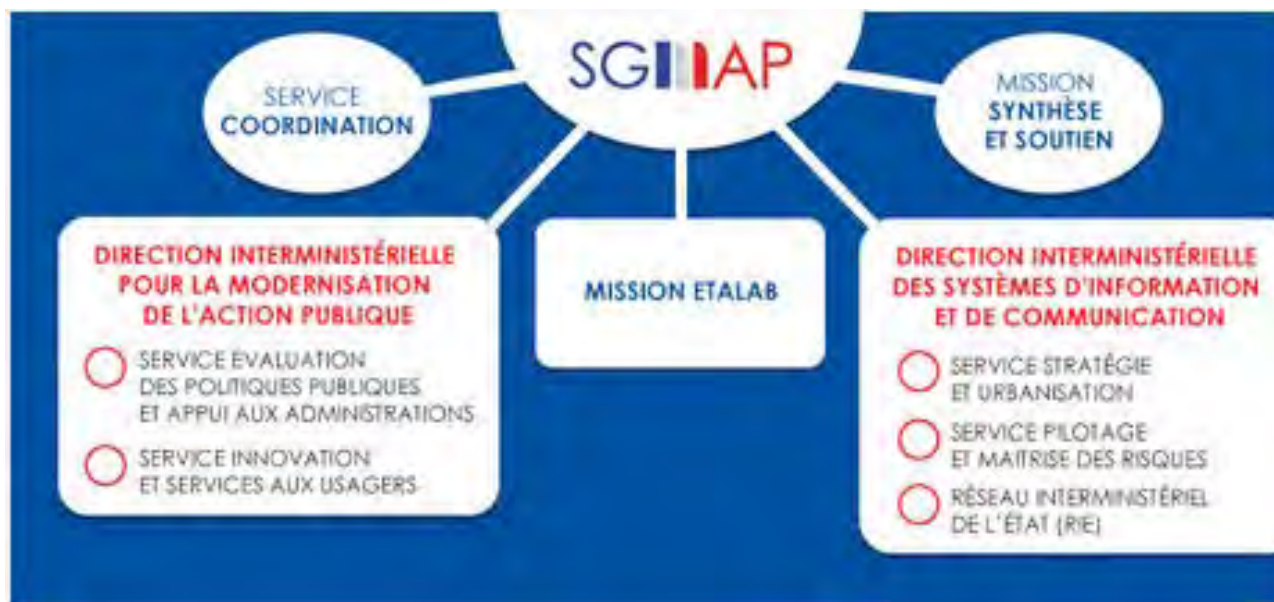 SGMAP
SERVICE
COORDINATION
MISSION
SYNTHÈSE
ET SOUTIEN
DIRECTION INTERMINISTÉRIELLE
POUR LA MODERNISATION
DE L'ACTION PUBLIQUE
SERVICE ÉVALUATION
DES POLITIQUES PUBLIQUES
ET APPUI AUX ADMINISTRATIONS
SERVICE INNOVATION
ET SERVICES AUX USAGERS
MISSION ETALAB
DIRECTION INTERMINISTÉRIELLE
DES SYSTÈMES D'INFORMATION
ET DE COMMUNICATION
SERVICE STRATÉGIE
ET URBANISATION
SERVICE PILOTAGE
ET MAITRISE DES RISQUES
RÉSEAU INTERMINISTÉRIEL
DE L'ÉTAT (RIE)